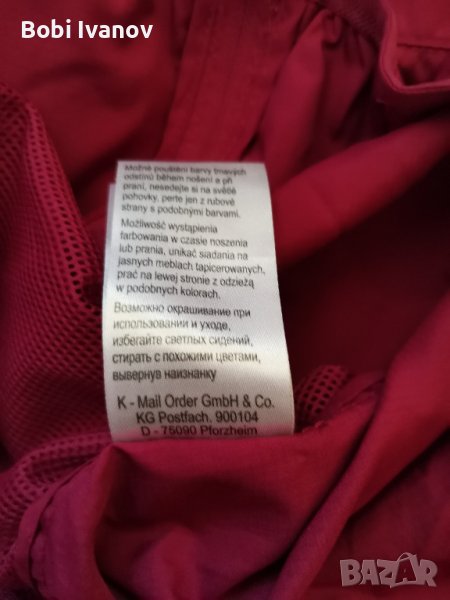 Bobi Ivanov
Možné pouštění barvy tmavých
odstínů během nošení a při
praní, nesedejte si na světlé
pohovky, perte jen z rubové
strany s podobnými barvami.
Możliwość wystąpienia
farbowania w czasie noszenia
lub prania, unikać siadania na
jasnych meblach tapicerowanych,
prać na lewej stronie z odzieżą
w podobnych kolorach.
Возможно окрашивание при
использовании и уходе,
избегайте светлых сидений,
стирать с похожими цветами,
вывернув наизнанку
K - Mail Order GmbH & Co.
KG Postfach, 900104
D - 75090 Pforzheim
BAZAR